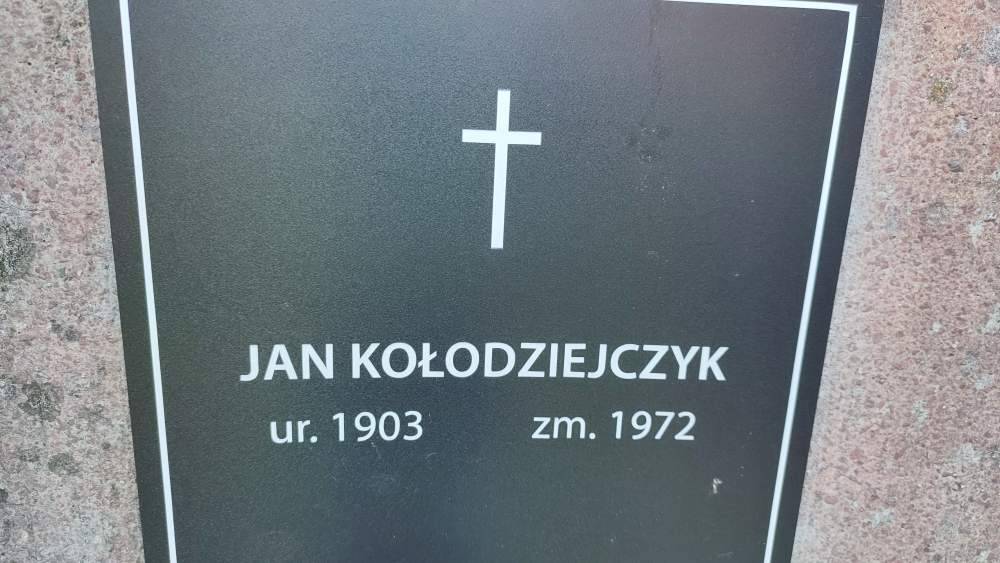 JAN KOŁODZIEJCZYK
ur. 1903 zm. 1972